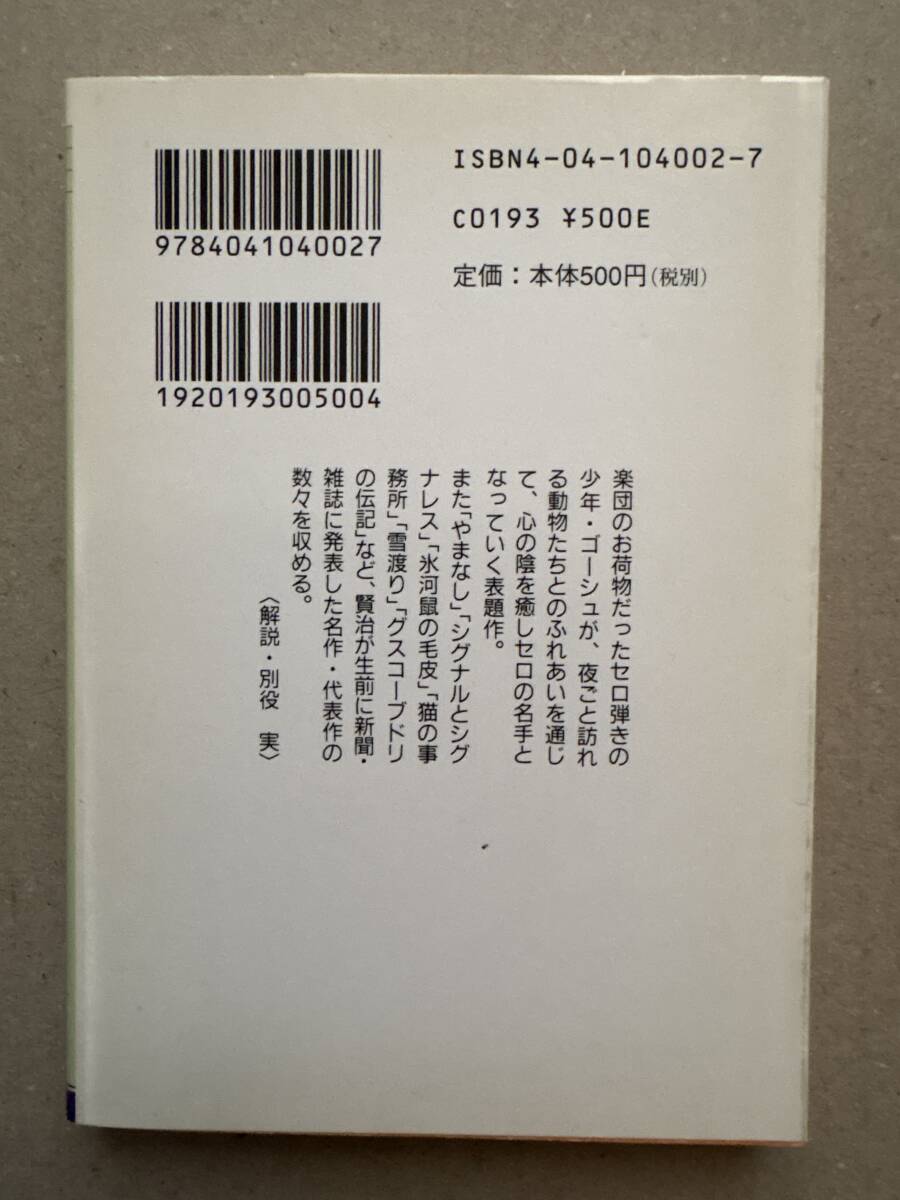 9784041040027
1920193005004
ISBN4-04-104002-7
C0193 ¥500E
定価：本体500円（税別）
楽団のお荷物だったセロ弾きの
少年・ゴーシュが、夜ごと訪れ
る動物たちとのふれあいを通じ
て、心の陰を癒しセロの名手と
なっていく表題作。
また「やまなし」「シグナルとシグ
ナレス」「氷河鼠の毛皮」「猫の事
務所」「雪渡り」「グスコーブドリ
の伝記」など、賢治が生前に新聞・
雑誌に発表した名作・代表作の
数々を収める。
〈解説・別役　実〉